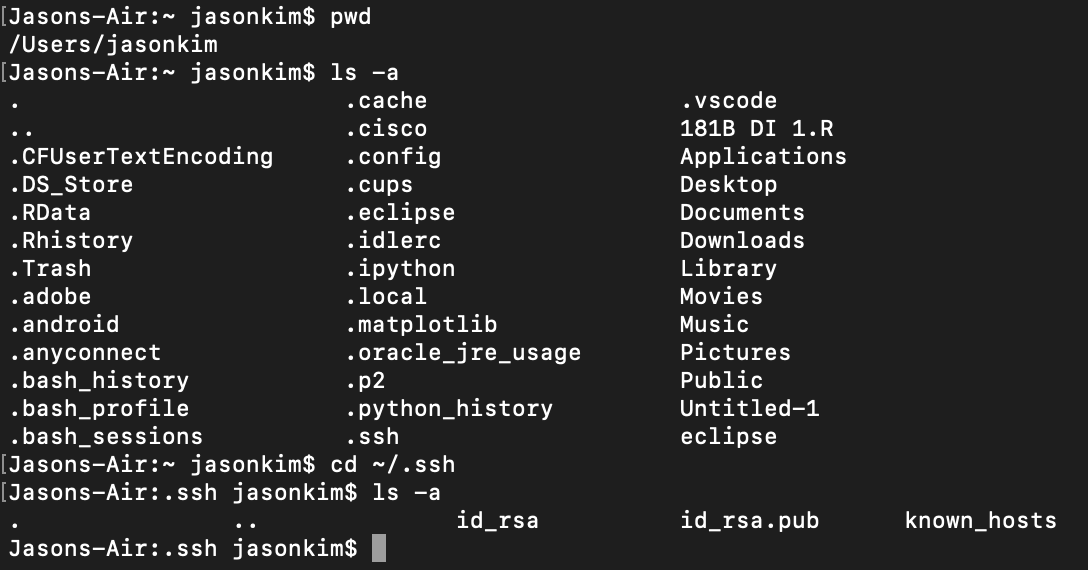 [Jasons-Air:~ jasonkim$ pwd
/Users/jasonkim
[Jasons-Air:~ jasonkim$ ls -a
. .cache .vscode
.. .cisco 181B DI 1.R
.CFUserTextEncoding .config Applications
.DS_Store .cups Desktop
.RData .eclipse Documents
.Rhistory .idlerc Downloads
.Trash .ipython Library
.adobe .local Movies
.android .matplotlib Music
.anyconnect .oracle_jre_usage Pictures
.bash_history .p2 Public
.bash_profile .python_history Untitled-1
.bash_sessions .ssh eclipse
[Jasons-Air:~ jasonkim$ cd ~/.ssh
[Jasons-Air:.ssh jasonkim$ ls -a
. .. id_rsa id_rsa.pub known_hosts
Jasons-Air:.ssh jasonkim$